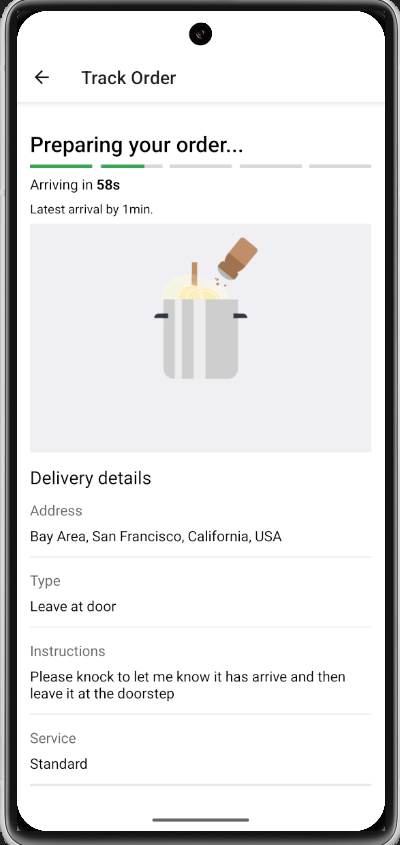 Track Order
Preparing your order...
Arriving in 58s
Latest arrival by 1min.
Delivery details
Address
Bay Area, San Francisco, California, USA
Type
Leave at door
Instructions
Please knock to let me know it has arrive and then
leave it at the doorstep
Service
Standard